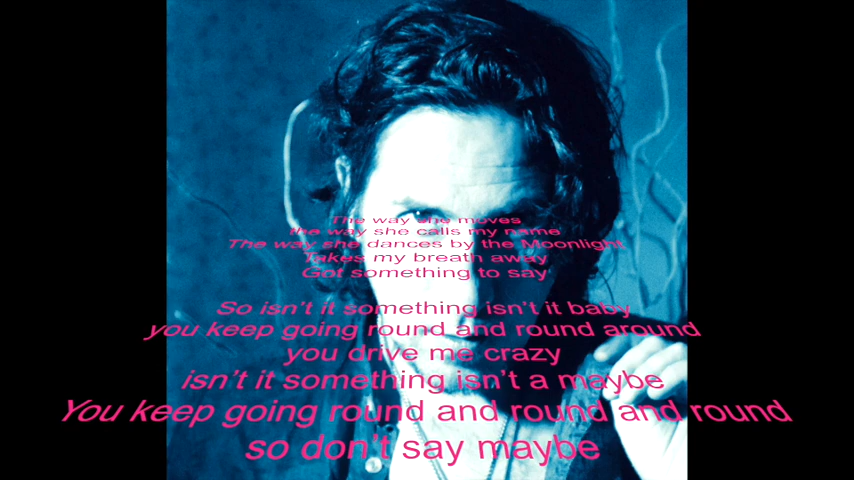 The way she moves
the way she calls my name
The way she dances by the Moonlight
Takes my breath away
Got something to say
So isn't it something isn't it baby
you keep going round and round around
you drive me crazy
isn't it something isn't a maybe
You keep going round and round and round
so don't say maybe